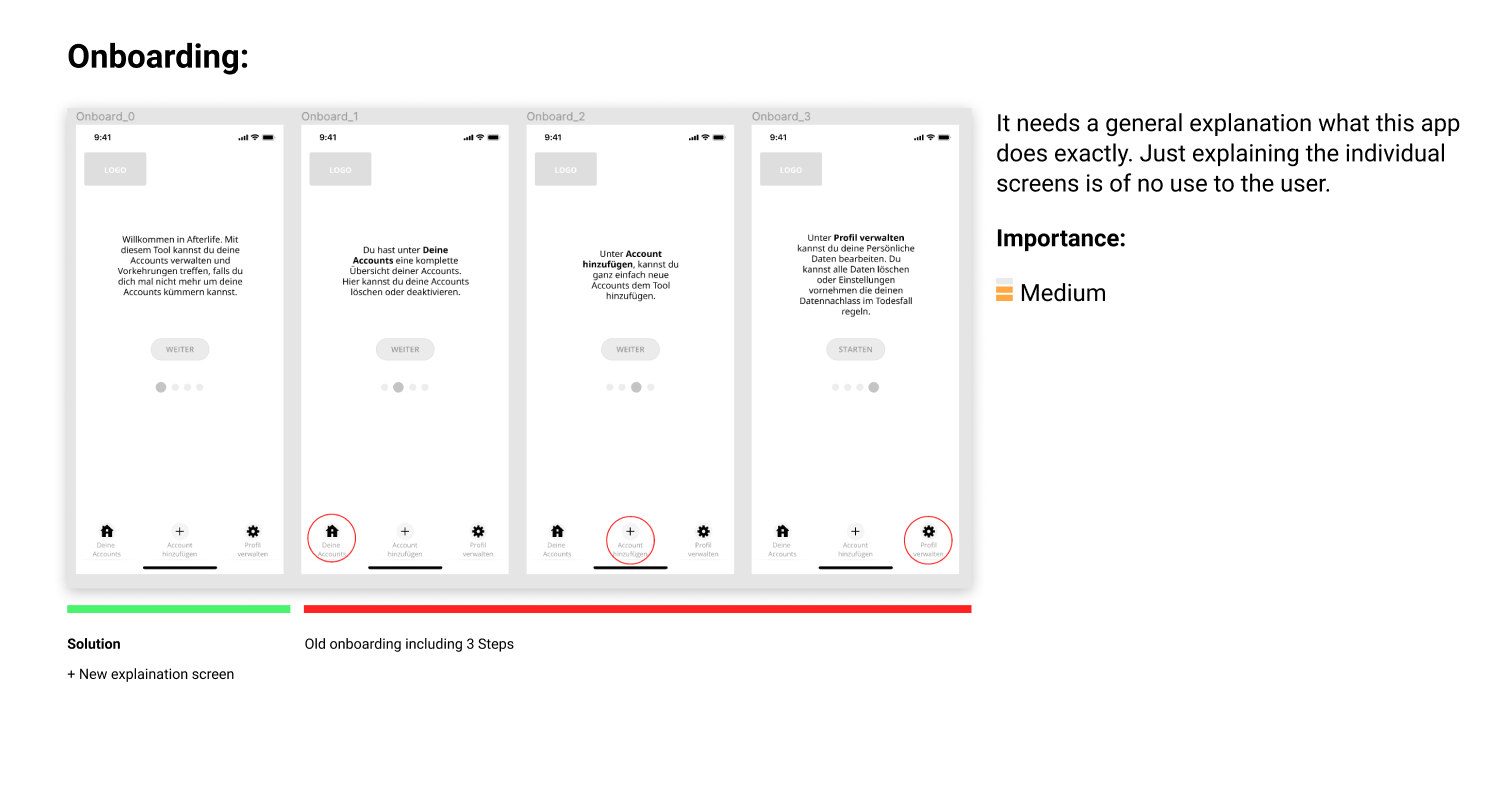 Onboarding:
Onboard_0
9:41
LOGO
Willkommen in Afterlife. Mit
diesem Tool kannst du deine
Accounts verwalten und
Vorkehrungen treffen, falls du
dich mal nicht mehr um deine
Accounts kümmern kannst.
WEITER
Deine
Accounts
Account
hinzufügen
Profil
verwalten
Onboard_1
9:41
LOGO
Du hast unter Deine
Accounts eine komplette
Übersicht deiner Accounts.
Hier kannst du deine Accounts
löschen oder deaktivieren.
WEITER
Deine
Accounts
Account
hinzufügen
Profil
verwalten
Onboard_2
9:41
LOGO
Unter Account
hinzufügen, kannst du
ganz einfach neue
Accounts dem Tool
hinzufügen.
WEITER
Deine
Accounts
Account
hinzufügen
Profil
verwalten
Onboard_3
9:41
LOGO
Unter Profil verwalten
kannst du deine Persönliche
Daten bearbeiten. Du
kannst alle Daten löschen
oder Einstellungen
vornehmen die deinen
Datennachlass im Todesfall
regeln.
STARTEN
Deine
Accounts
Account
hinzufügen
Profil
verwalten
It needs a general explanation what this app
does exactly. Just explaining the individual
screens is of no use to the user.
Importance:
Medium
Solution
+ New explaination screen
Old onboarding including 3 Steps